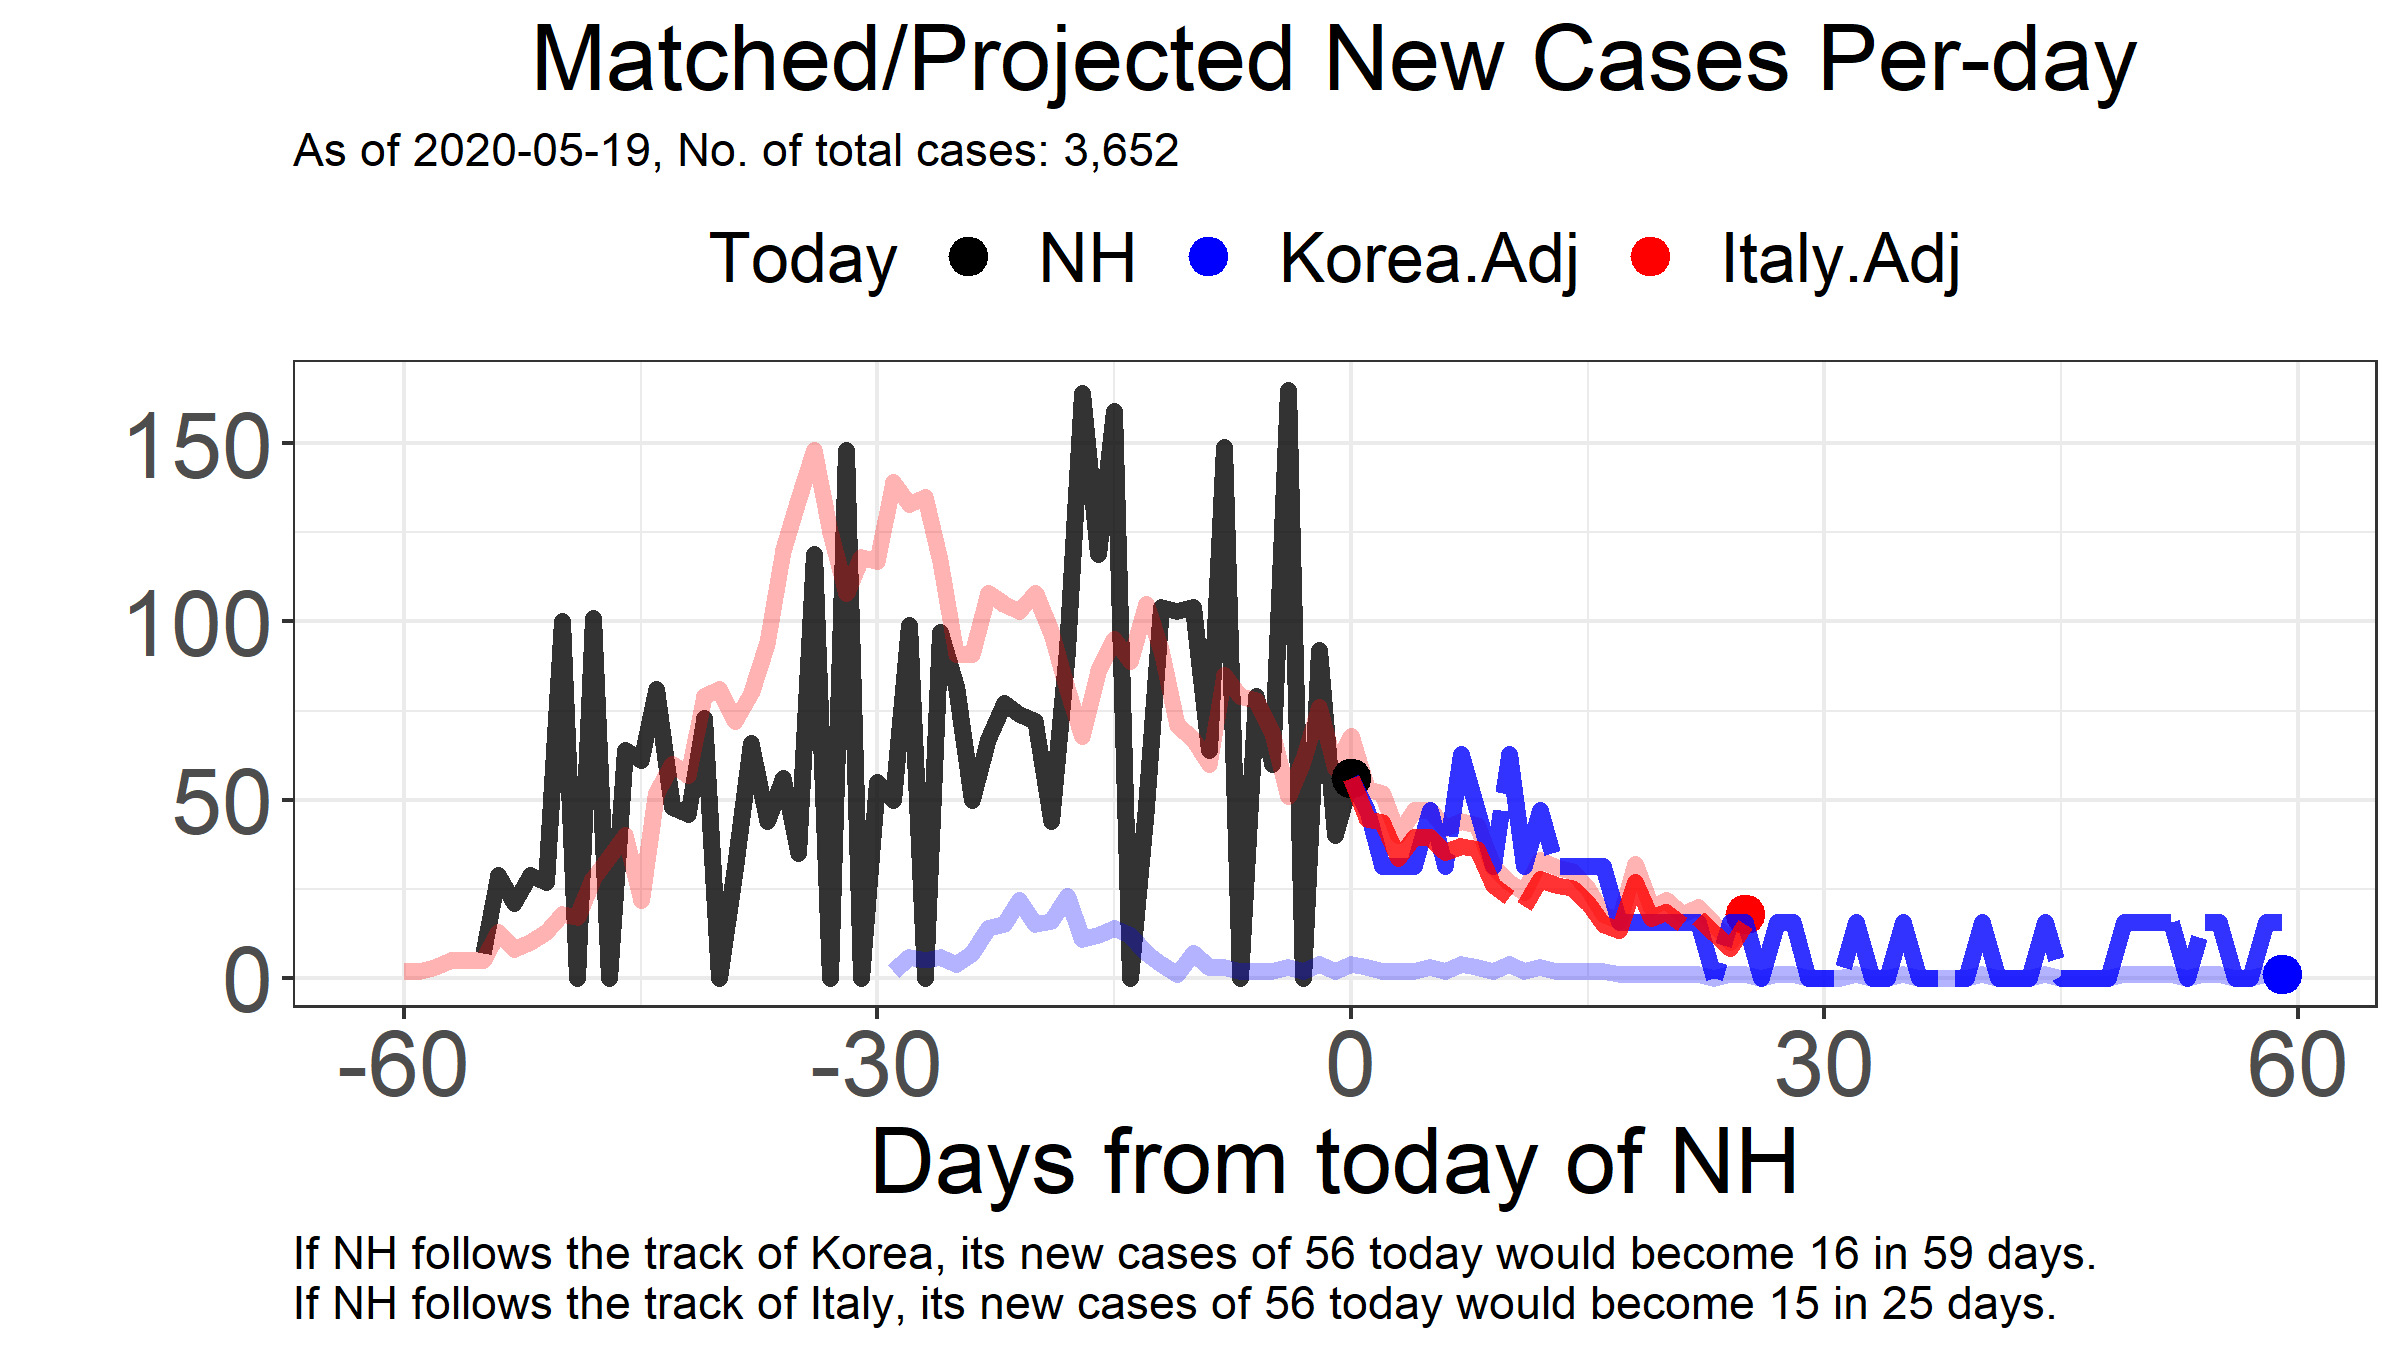 Matched/Projected New Cases Per-day
As of 2020-05-19, No. of total cases: 3,652
Today NH Korea.Adj Italy.Adj
150
100
50
0
-60 -30 0 30 60
Days from today of NH
If NH follows the track of Korea, its new cases of 56 today would become 16 in 59 days.
If NH follows the track of Italy, its new cases of 56 today would become 15 in 25 days.